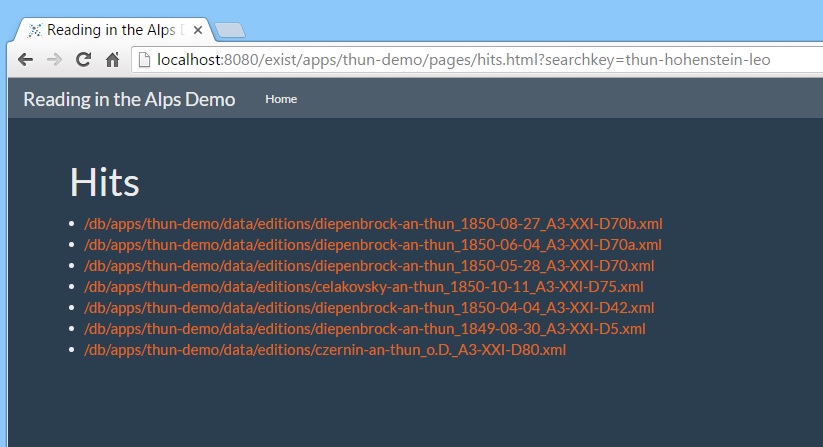 Reading in the Alps D
localhost:8080/exist/apps/thun-demo/pages/hits.html?searchkey=thun-hohenstein-leo
Reading in the Alps Demo Home
Hits
/db/apps/thun-demo/data/editions/diepenbrock-an-thun_1850-08-27_A3-XXI-D70b.xml
/db/apps/thun-demo/data/editions/diepenbrock-an-thun_1850-06-04_A3-XXI-D70a.xml
/db/apps/thun-demo/data/editions/diepenbrock-an-thun_1850-05-28_A3-XXI-D70.xml
/db/apps/thun-demo/data/editions/celakovsky-an-thun_1850-10-11_A3-XXI-D75.xml
/db/apps/thun-demo/data/editions/diepenbrock-an-thun_1850-04-04_A3-XXI-D42.xml
/db/apps/thun-demo/data/editions/diepenbrock-an-thun_1849-08-30_A3-XXI-D5.xml
/db/apps/thun-demo/data/editions/czernin-an-thun_o.D._A3-XXI-D80.xml